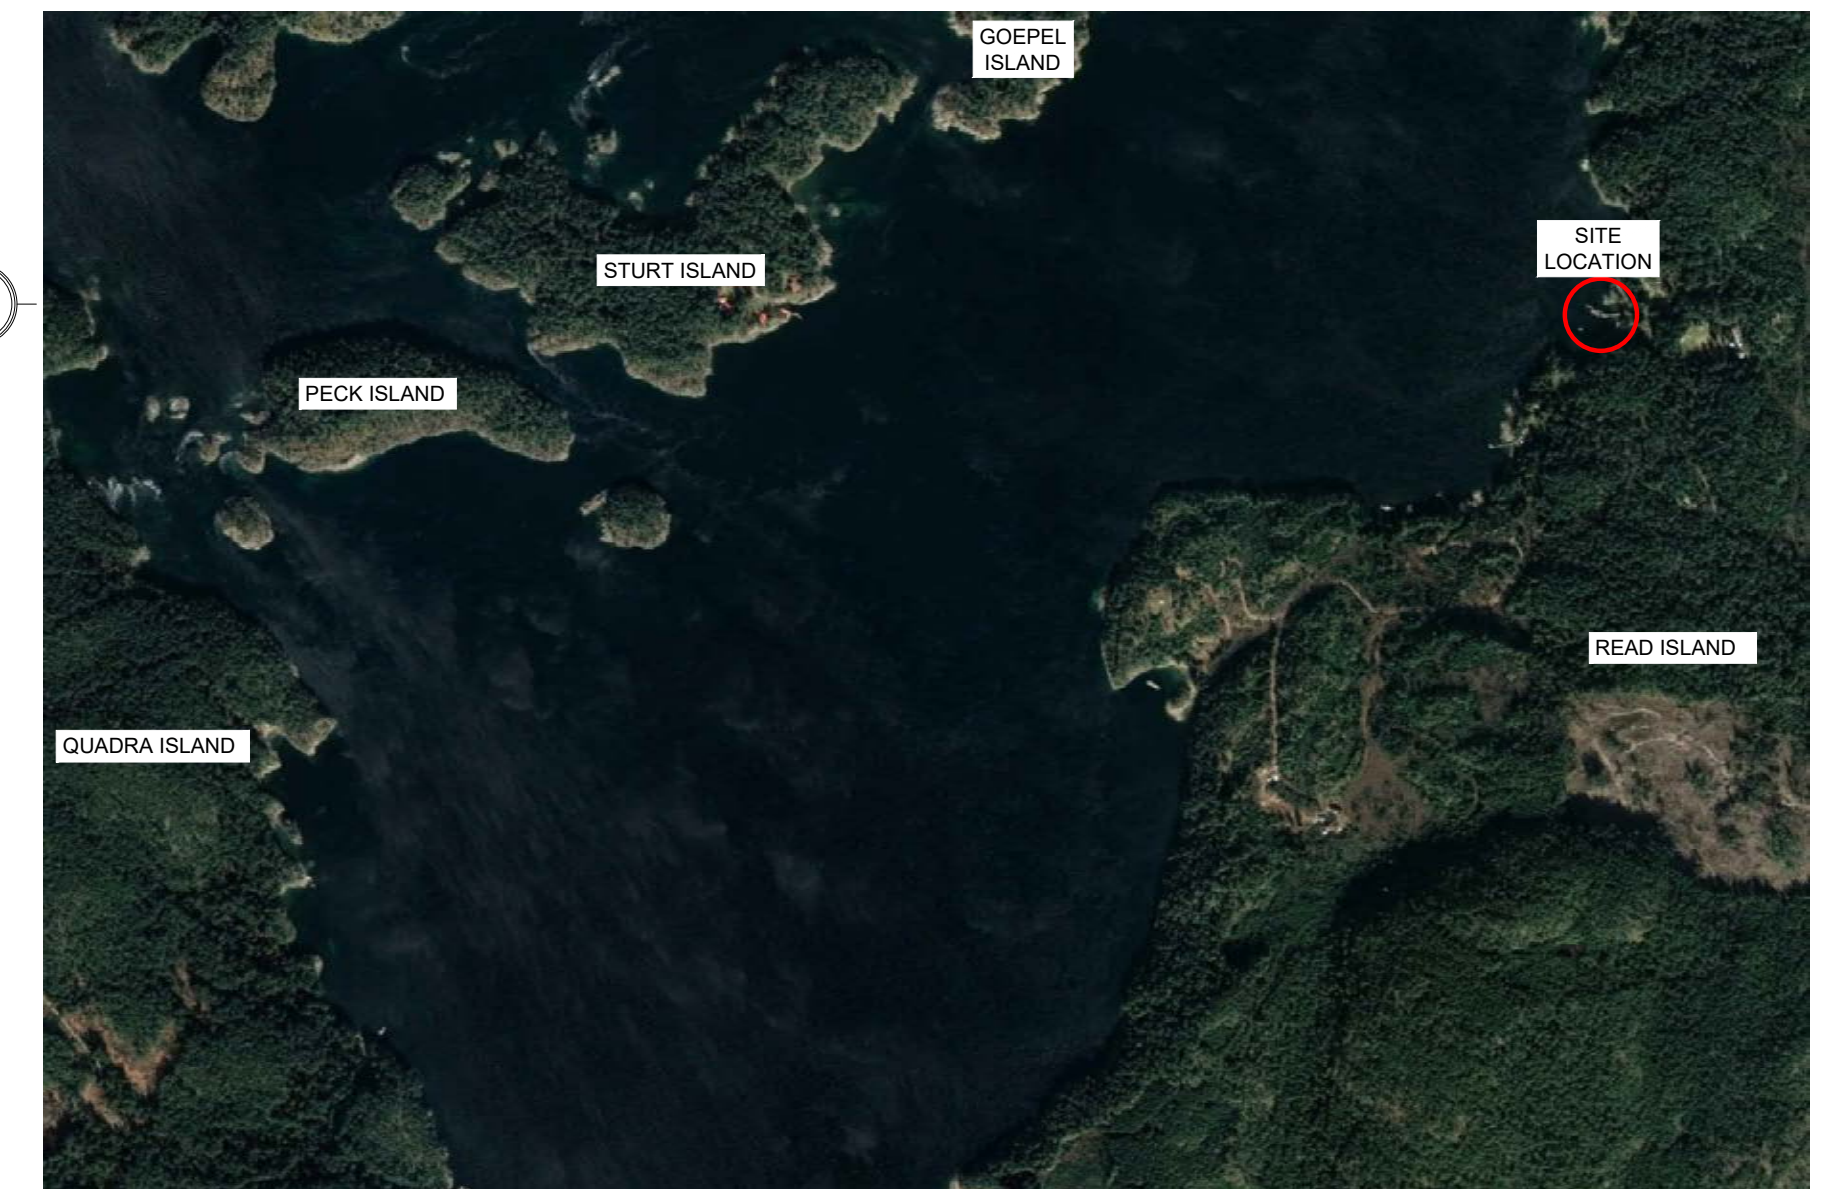 GOEPEL
ISLAND
SITE
LOCATION
STURT ISLAND
PECK ISLAND
READ ISLAND
QUADRA ISLAND